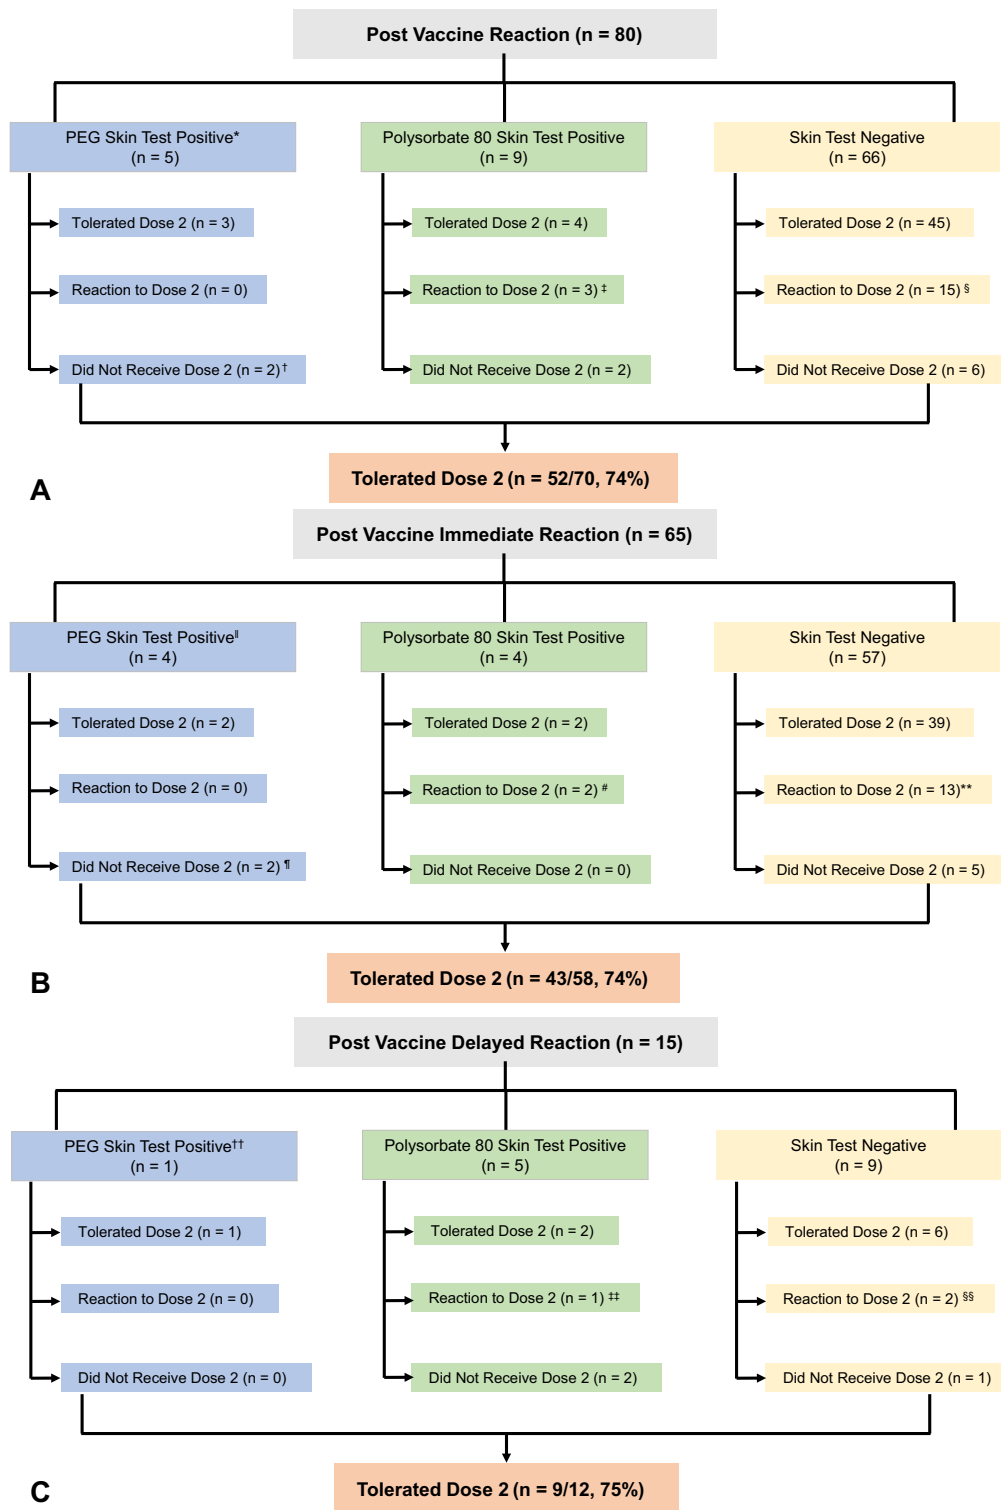 Post Vaccine Reaction (n = 80)
PEG Skin Test Positive*
(n = 5)
Polysorbate 80 Skin Test Positive
(n = 9)
Skin Test Negative
(n = 66)
Tolerated Dose 2 (n = 3)
Tolerated Dose 2 (n = 4)
Tolerated Dose 2 (n = 45)
Reaction to Dose 2 (n = 0)
Reaction to Dose 2 (n = 3) ‡
Reaction to Dose 2 (n = 15) §
Did Not Receive Dose 2 (n = 2) †
Did Not Receive Dose 2 (n = 2)
Did Not Receive Dose 2 (n = 6)
Tolerated Dose 2 (n = 52/70, 74%)
A
Post Vaccine Immediate Reaction (n = 65)
PEG Skin Test Positive‖
(n = 4)
Polysorbate 80 Skin Test Positive
(n = 4)
Skin Test Negative
(n = 57)
Tolerated Dose 2 (n = 2)
Tolerated Dose 2 (n = 2)
Tolerated Dose 2 (n = 39)
Reaction to Dose 2 (n = 0)
Reaction to Dose 2 (n = 2) #
Reaction to Dose 2 (n = 13)**
Did Not Receive Dose 2 (n = 2) ¶
Did Not Receive Dose 2 (n = 0)
Did Not Receive Dose 2 (n = 5)
Tolerated Dose 2 (n = 43/58, 74%)
B
Post Vaccine Delayed Reaction (n = 15)
PEG Skin Test Positive††
(n = 1)
Polysorbate 80 Skin Test Positive
(n = 5)
Skin Test Negative
(n = 9)
Tolerated Dose 2 (n = 1)
Tolerated Dose 2 (n = 2)
Tolerated Dose 2 (n = 6)
Reaction to Dose 2 (n = 0)
Reaction to Dose 2 (n = 1) ‡‡
Reaction to Dose 2 (n = 2) §§
Did Not Receive Dose 2 (n = 0)
Did Not Receive Dose 2 (n = 2)
Did Not Receive Dose 2 (n = 1)
Tolerated Dose 2 (n = 9/12, 75%)
C